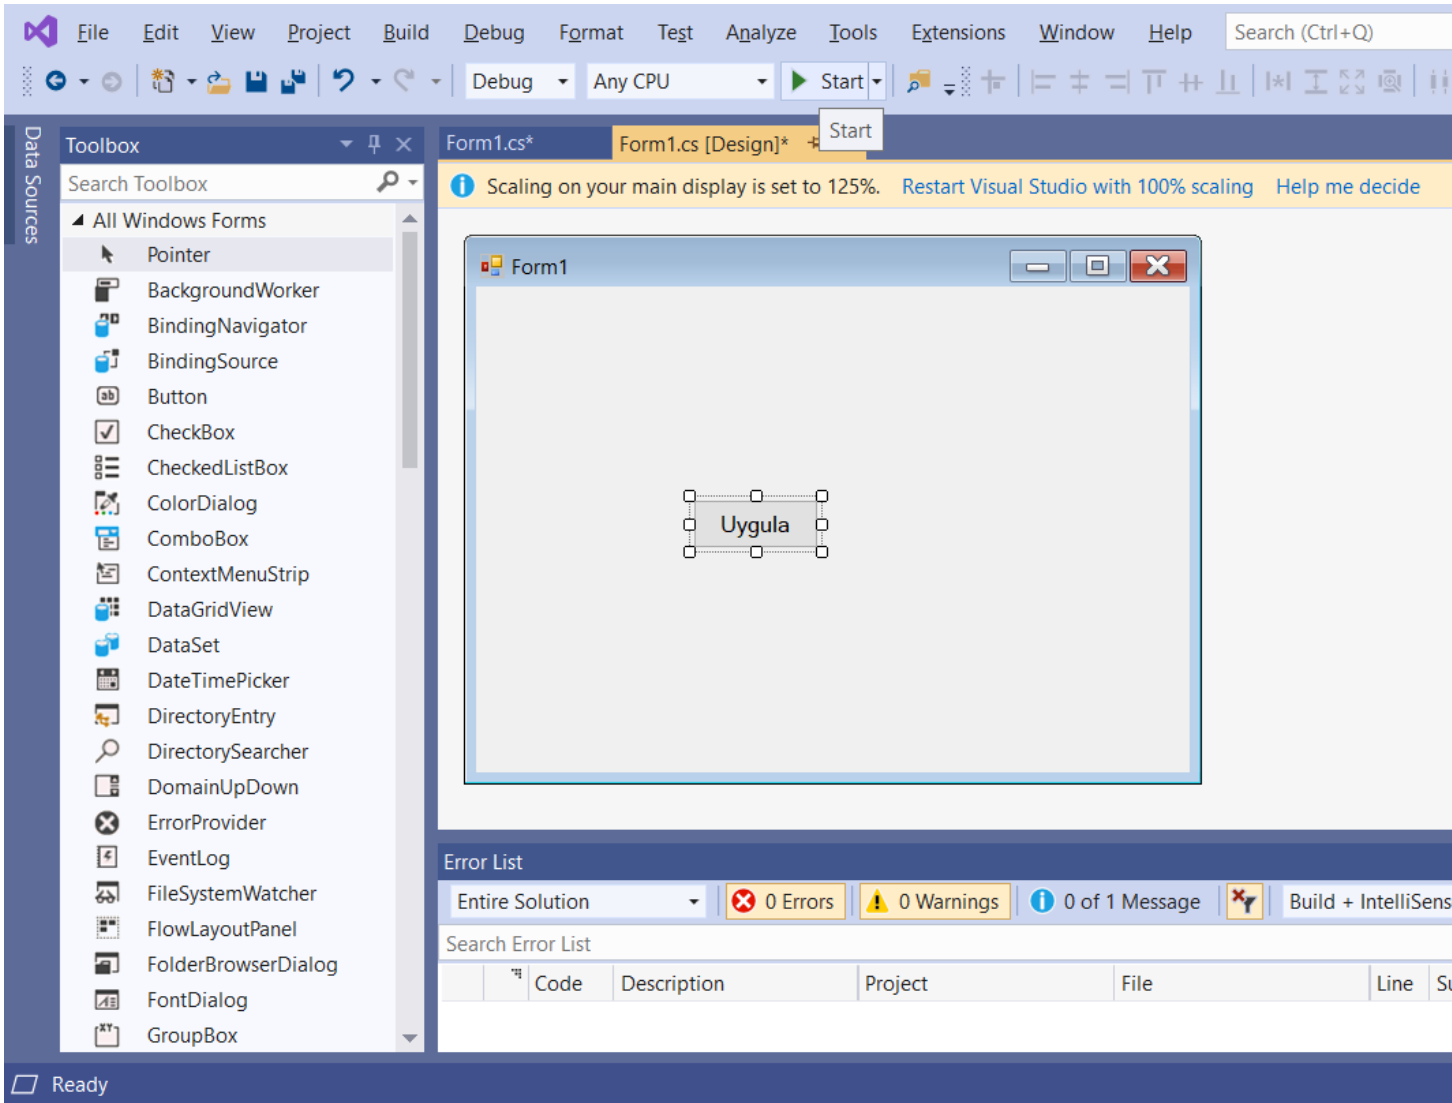 File Edit View Project Build Debug Format Test Analyze Tools Extensions Window Help Search (Ctrl+Q)
Debug Any CPU Start
Start
Data Sources
Toolbox
Search Toolbox
All Windows Forms
Pointer
BackgroundWorker
BindingNavigator
BindingSource
Button
CheckBox
CheckedListBox
ColorDialog
ComboBox
ContextMenuStrip
DataGridView
DataSet
DateTimePicker
DirectoryEntry
DirectorySearcher
DomainUpDown
ErrorProvider
EventLog
FileSystemWatcher
FlowLayoutPanel
FolderBrowserDialog
FontDialog
GroupBox
Form1.cs* Form1.cs [Design]*
Scaling on your main display is set to 125%. Restart Visual Studio with 100% scaling Help me decide
Form1
Uygula
Error List
Entire Solution 0 Errors 0 Warnings 0 of 1 Message Build + IntelliSens
Search Error List
Code Description Project File Line Su
Ready